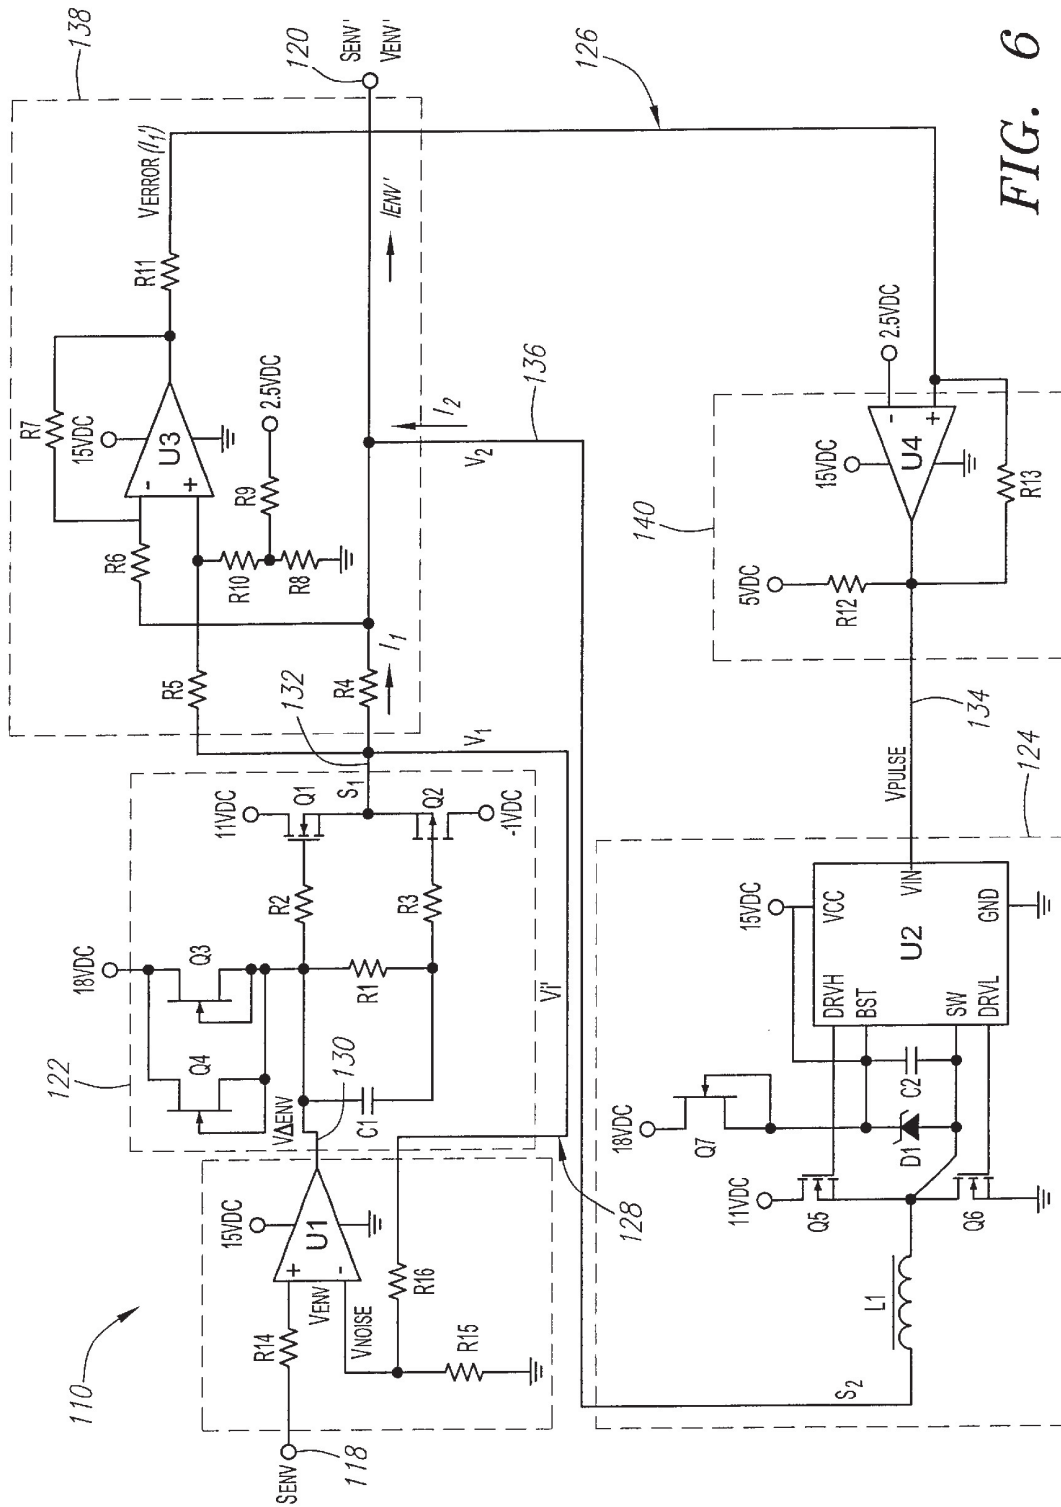 110
SENV
118
R14
VENV
VNOISE
R15
R16
15VDC
U1
+
-
128
130
122
VΔENV
C1
Q4
Q3
18VDC
R1
R2
R3
11VDC
Q1
Q2
-1VDC
S1
132
Vi'
V1
R5
R4
I1
R6
R7
15VDC
U3
-
+
R10
R9
R8
2.5VDC
R11
VERROR(I1')
138
IENV'
120
SENV'
VENV'
126
I2
V2
136
140
5VDC
R12
15VDC
U4
-
+
2.5VDC
R13
134
VPULSE
124
15VDC
VCC
VIN
U2
GND
DRVH
BST
SW
DRVL
18VDC
Q7
C2
D1
11VDC
Q5
Q6
L1
S2
FIG. 6